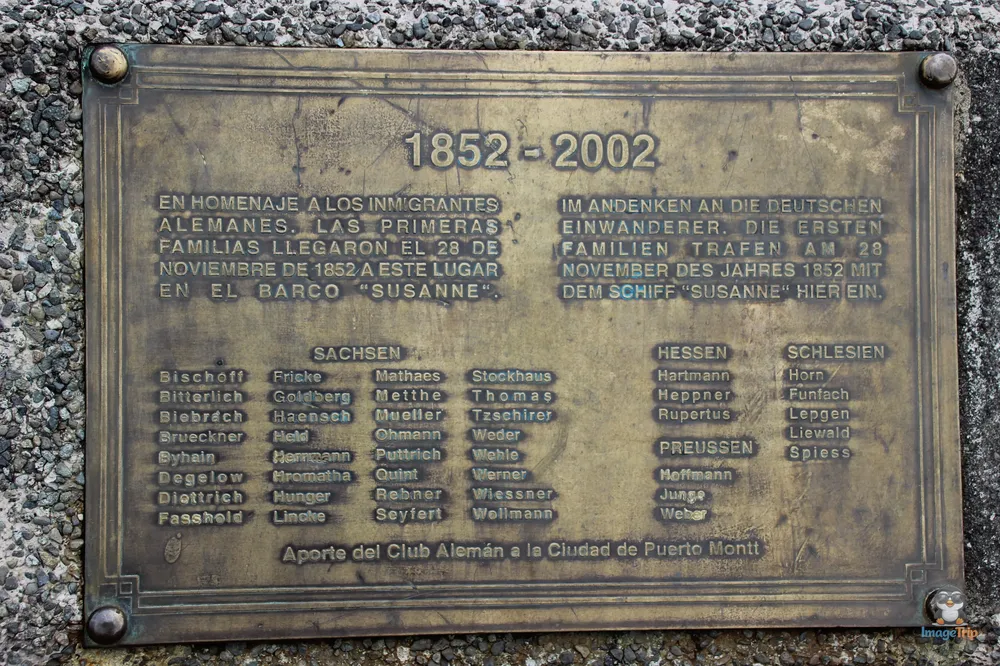 1852 - 2002
EN HOMENAJE A LOS INMIGRANTES
ALEMANES. LAS PRIMERAS
FAMILIAS LLEGARON EL 28 DE
NOVIEMBRE DE 1852 A ESTE LUGAR
EN EL BARCO "SUSANNE".
IM ANDENKEN AN DIE DEUTSCHEN
EINWANDERER. DIE ERSTEN
FAMILIEN TRAFEN AM 28
NOVEMBER DES JAHRES 1852 MIT
DEM SCHIFF "SUSANNE" HIER EIN.
SACHSEN
Bischoff
Bitterlich
Biebrach
Brueckner
Byhain
Degelow
Diettrich
Fasshold
Fricke
Goldberg
Haensch
Held
Herrmann
Hromatha
Hunger
Lincke
Mathaes
Metthe
Mueller
Ohmann
Puttrich
Quint
Rebner
Seyfert
Stockhaus
Thomas
Tzschirer
Weder
Wehle
Werner
Wiessner
Wollmann
HESSEN
Hartmann
Heppner
Rupertus
PREUSSEN
Hoffmann
Junge
Weber
SCHLESIEN
Horn
Funfach
Lepgen
Liewald
Spiess
Aporte del Club Alemán a la Ciudad de Puerto Montt
ImageTrip